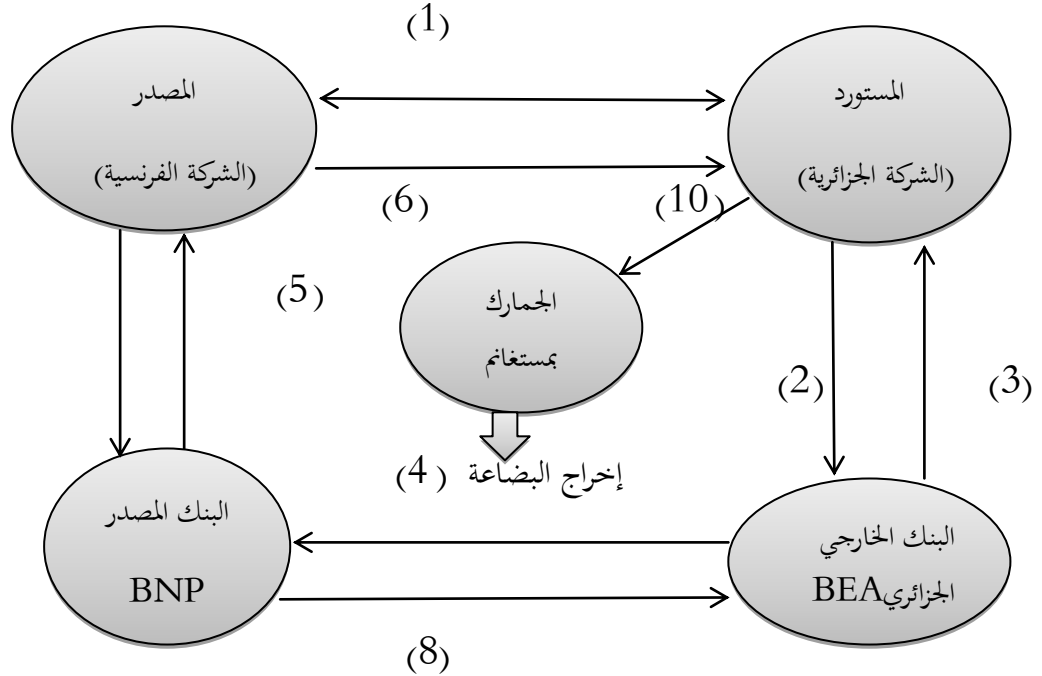 (1)
المصدر
(الشركة الفرنسية)
المستورد
(الشركة الجزائرية)
(6)
(10)
(5)
الجمارك
بمستغانم
(2)
(3)
إخراج البضاعة (4)
البنك المصدر
BNP
البنك الخارجي
الجزائريBEA
(8)